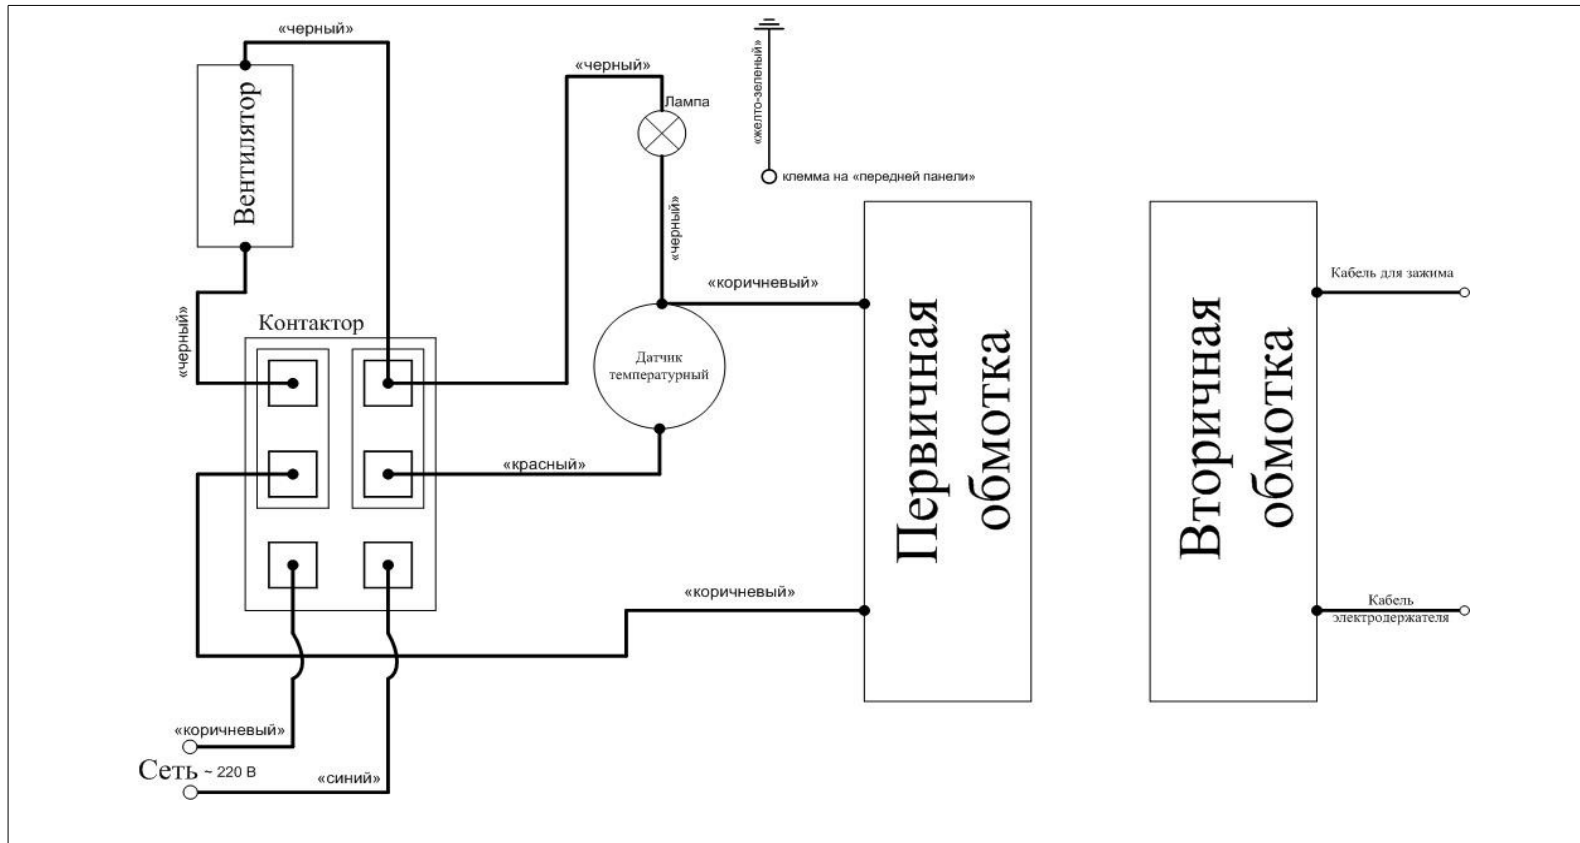 «черный»
«черный»
Лампа
«желто-зеленый»
Вентилятор
клемма на «передней панели»
«черный»
Кабель для зажима
«коричневый»
«черный»
Контактор
Датчик
температурный
Первичная
обмотка
Вторичная
обмотка
«красный»
«коричневый»
Кабель
электродержателя
«коричневый»
Сеть ~ 220 В
«синий»